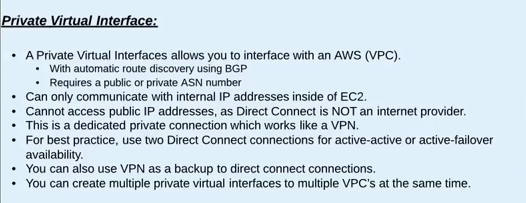 Private Virtual Interface:
• A Private Virtual Interfaces allows you to interface with an AWS (VPC).
• With automatic route discovery using BGP
• Requires a public or private ASN number
• Can only communicate with internal IP addresses inside of EC2.
• Cannot access public IP addresses, as Direct Connect is NOT an internet provider.
• This is a dedicated private connection which works like a VPN.
• For best practice, use two Direct Connect connections for active-active or active-failover
availability.
• You can also use VPN as a backup to direct connect connections.
• You can create multiple private virtual interfaces to multiple VPC's at the same time.